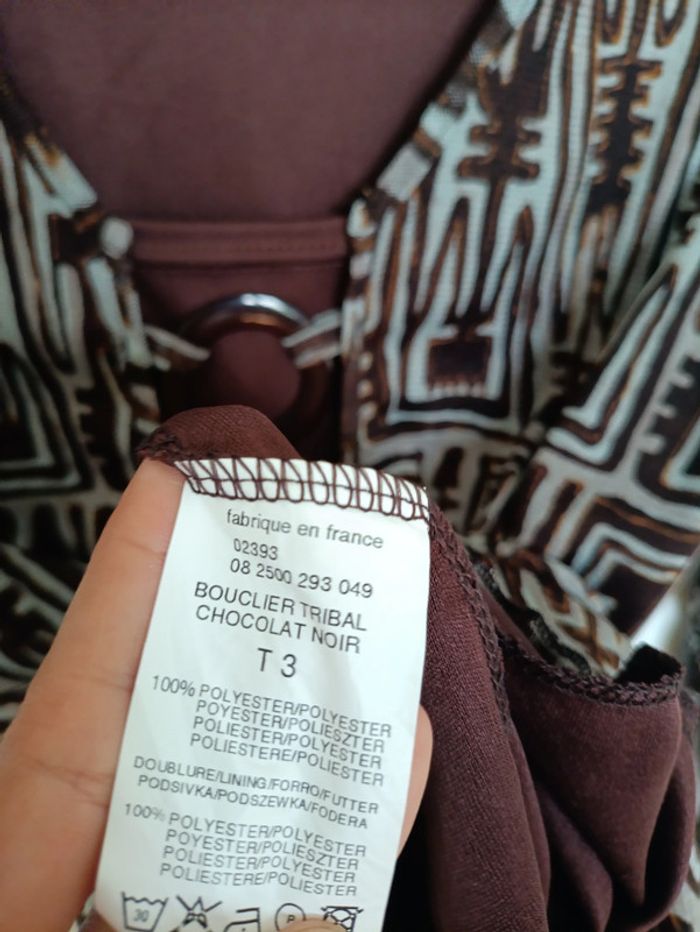 fabrique en france
02393
08 2500 293 049
BOUCLIER TRIBAL
CHOCOLAT NOIR
T 3
100% POLYESTER/POLYESTER
POYESTER/POLIESZTER
POLIESTER/POLYESTER
POLIESTERE/POLIESTER
DOUBLURE/LINING/FORRO/FUTTER
PODSIVKA/PODSZEWKA/FODERA
100% POLYESTER/POLYESTER
POYESTER/POLIESZTER
POLIESTER/POLYESTER
POLIESTERE/POLIESTER
30 P